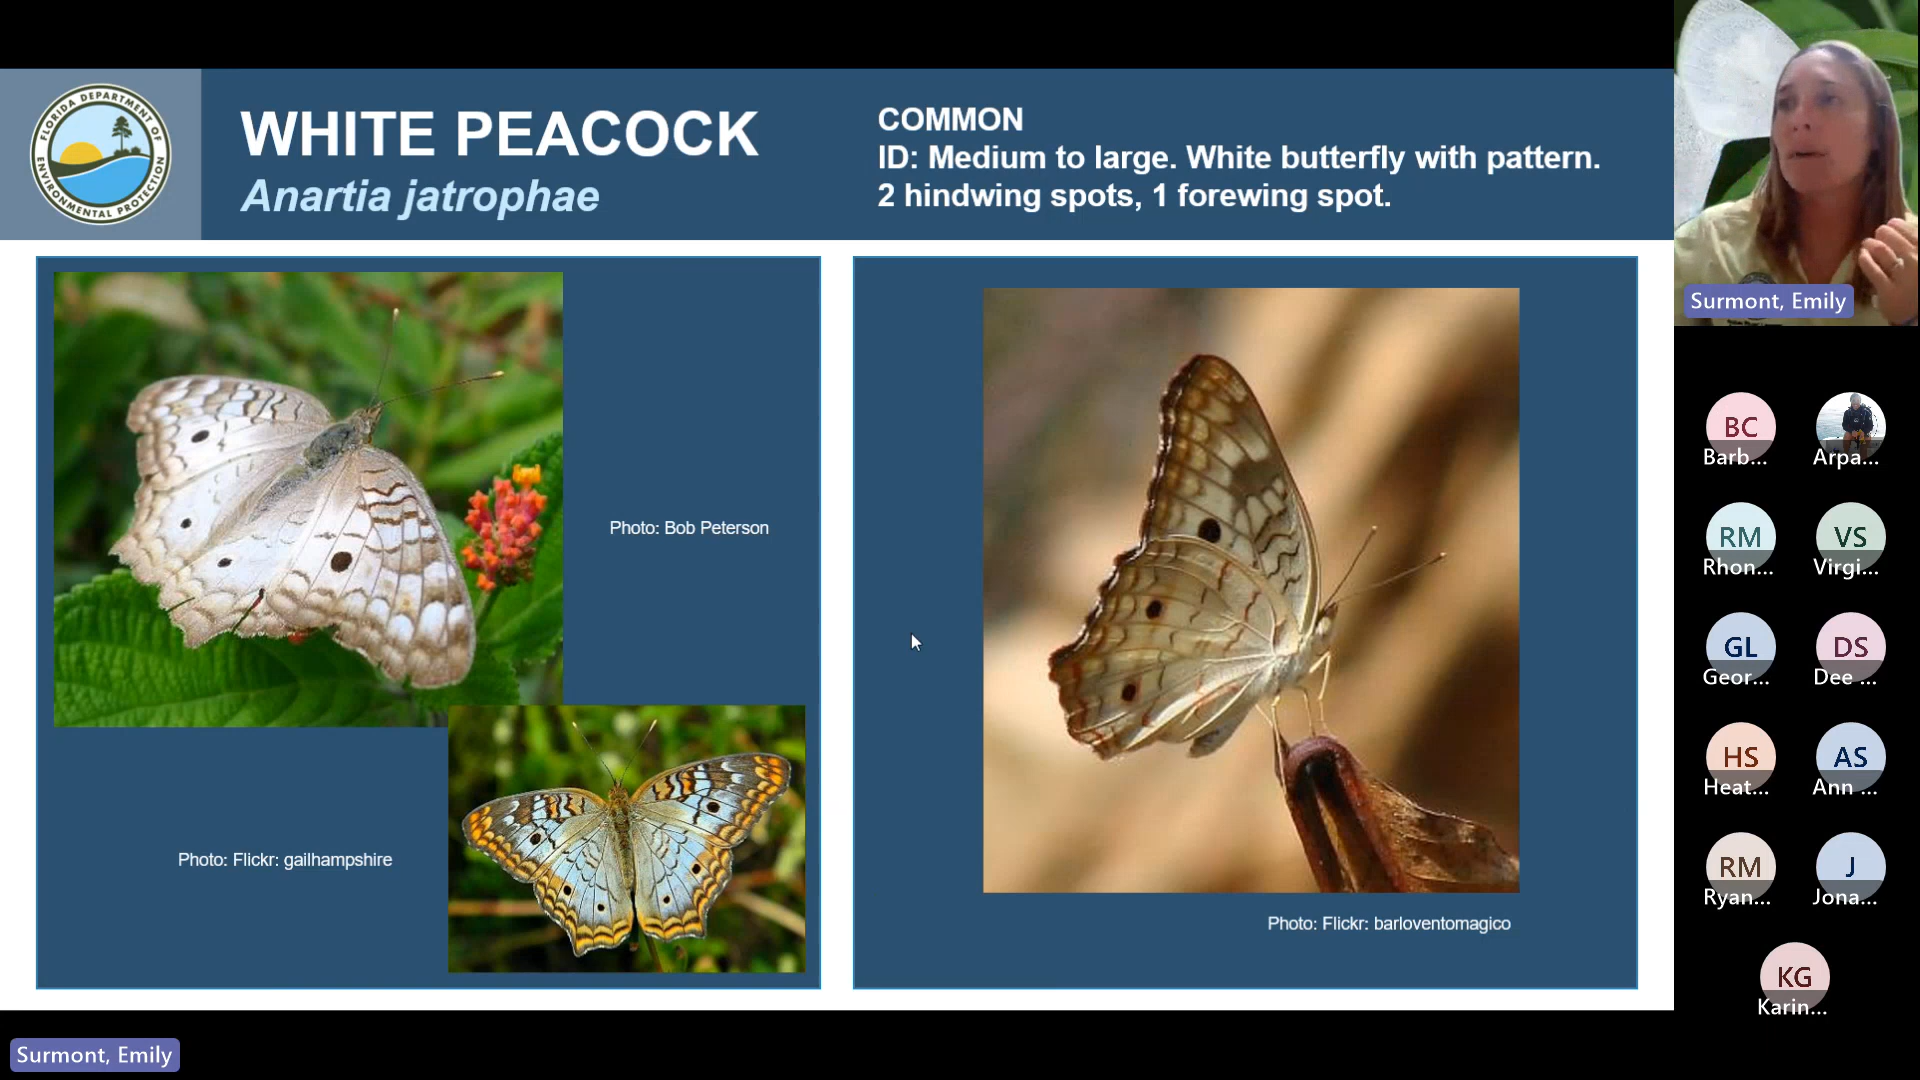 FLORIDA DEPARTMENT OF
ENVIRONMENTAL PROTECTION
WHITE PEACOCK
Anartia jatrophae
COMMON
ID: Medium to large. White butterfly with pattern.
2 hindwing spots, 1 forewing spot.
Photo: Bob Peterson
Photo: Flickr: gailhampshire
Photo: Flickr: barloventomagico
Surmont, Emily
BC
Barb...
Arpa...
RM
Rhon...
VS
Virgi...
GL
Geor...
DS
Dee ...
HS
Heat...
AS
Ann ...
RM
Ryan...
J
Jona...
KG
Karin...
Surmont, Emily